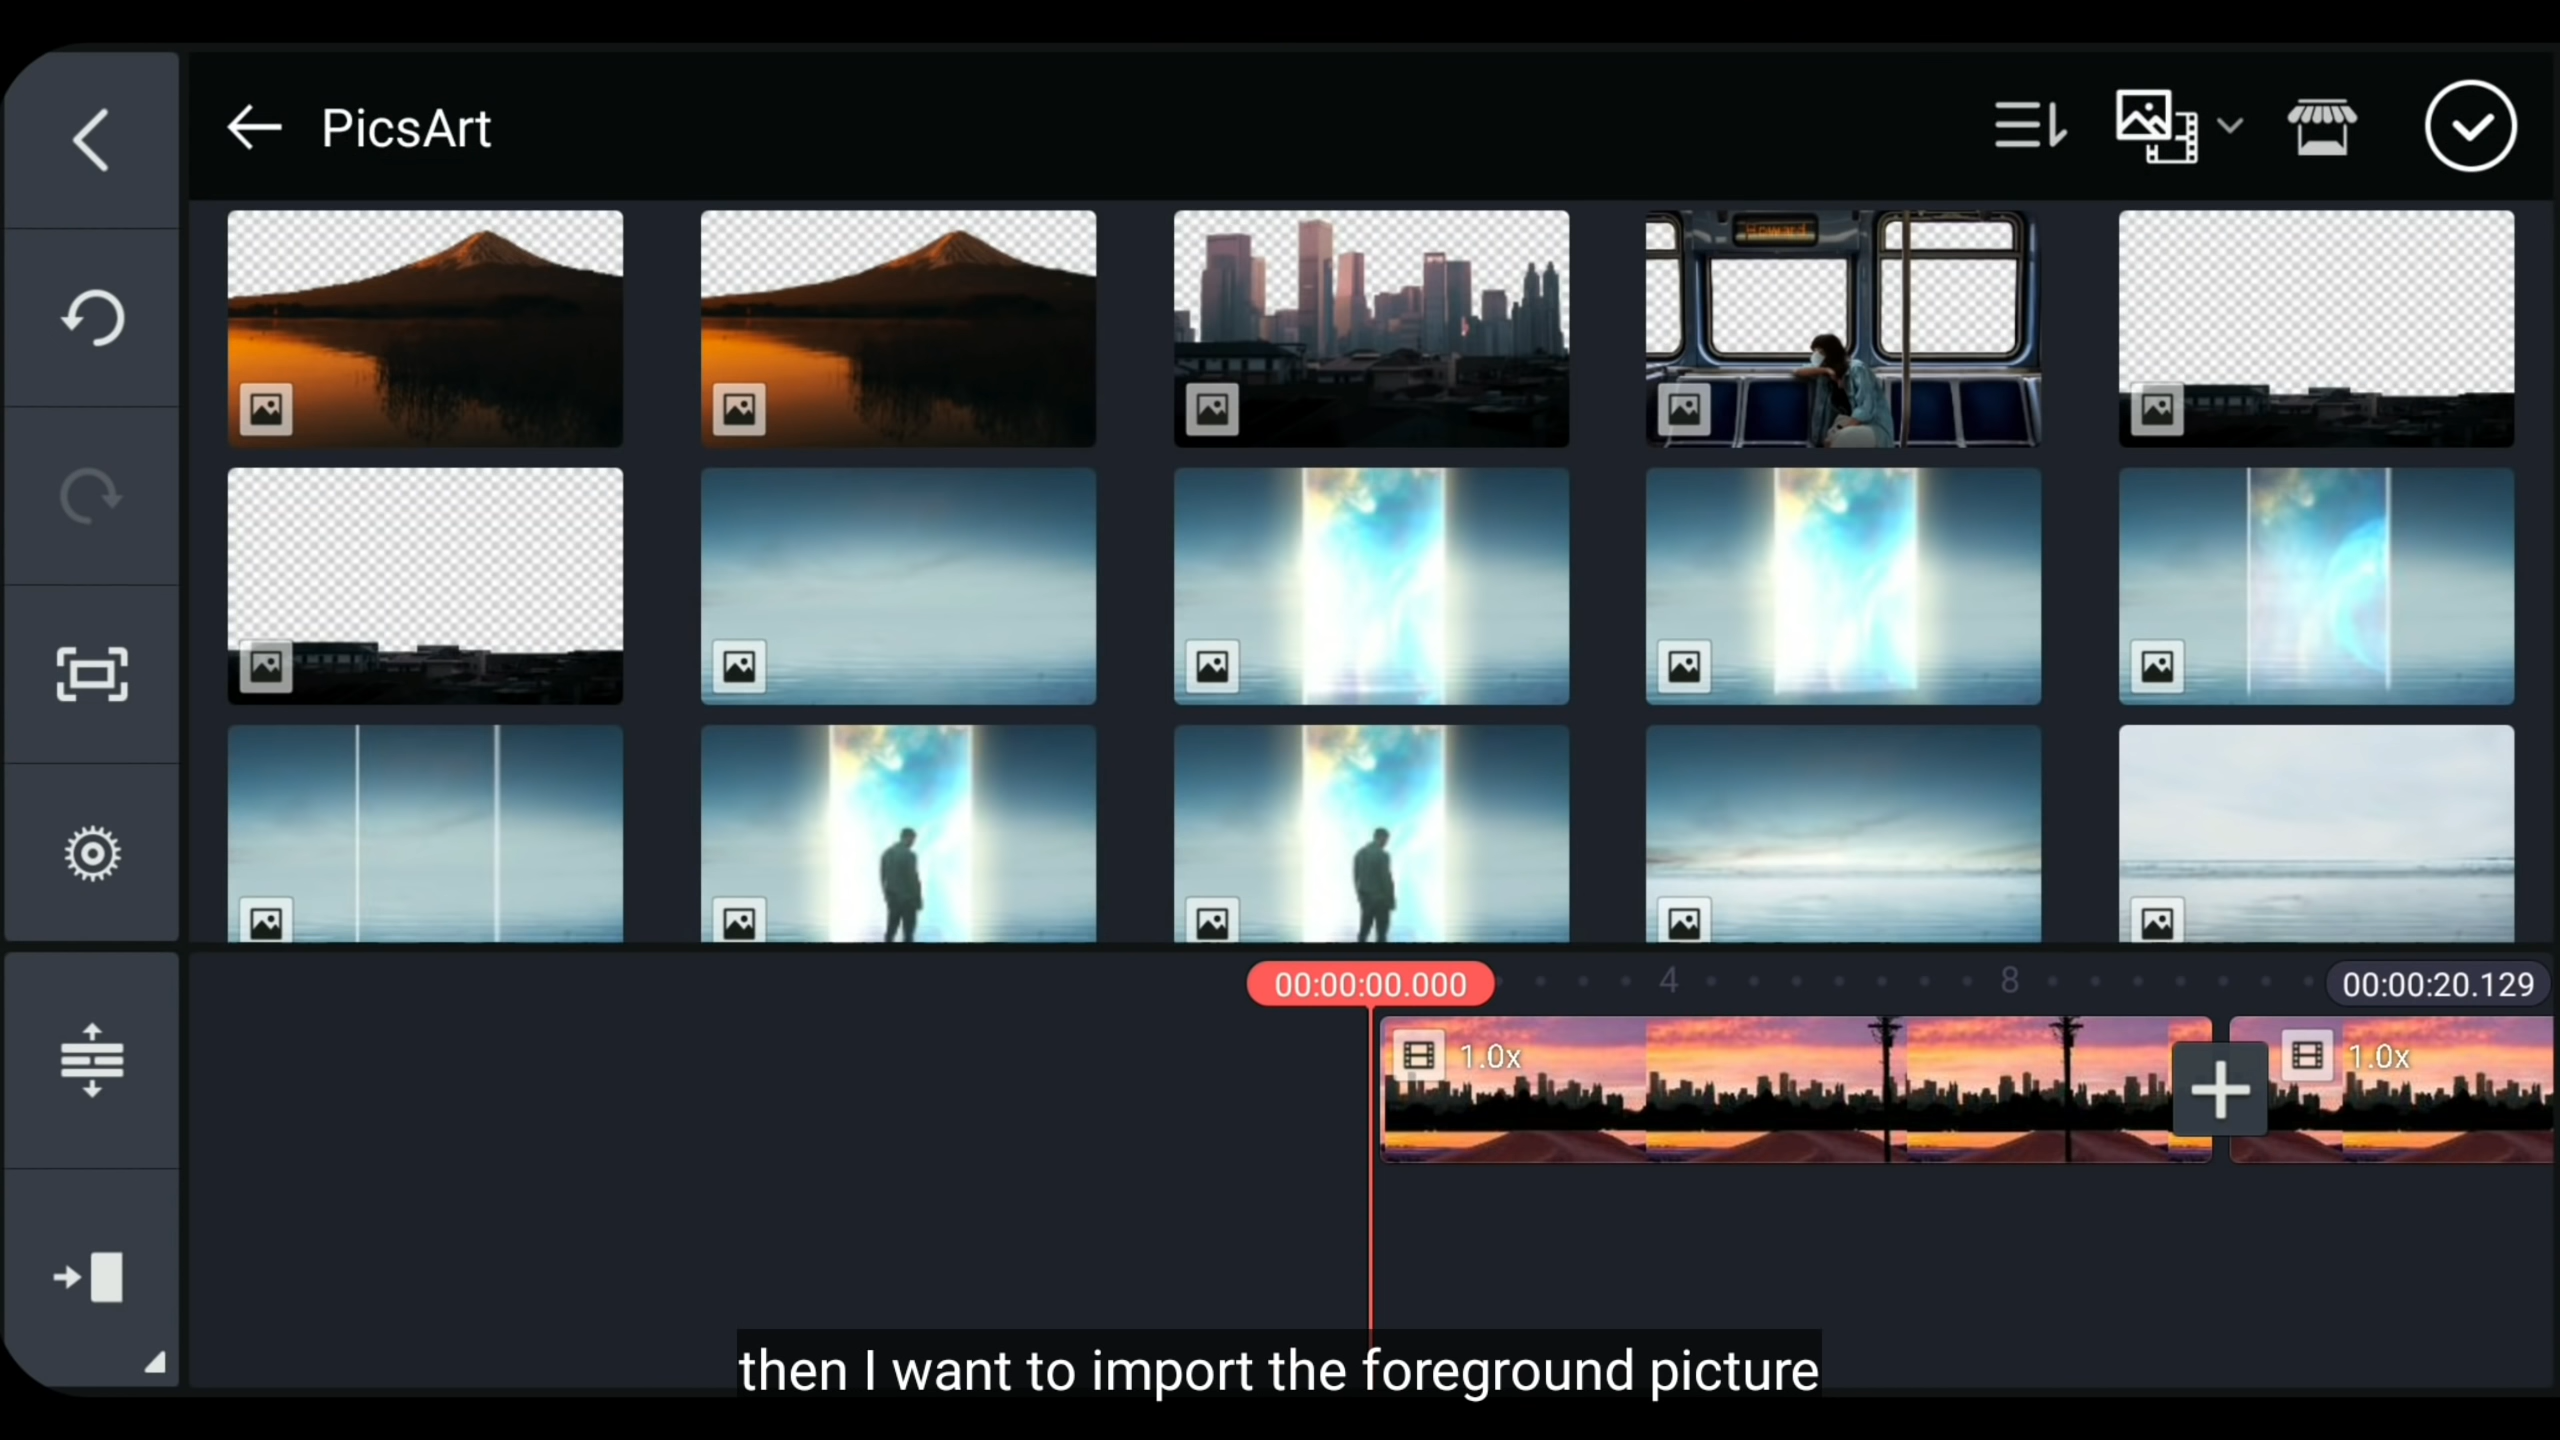 PicsArt
Howard
00:00:00.000
4
8
00:00:20.129
1.0x
1.0x
then I want to import the foreground picture